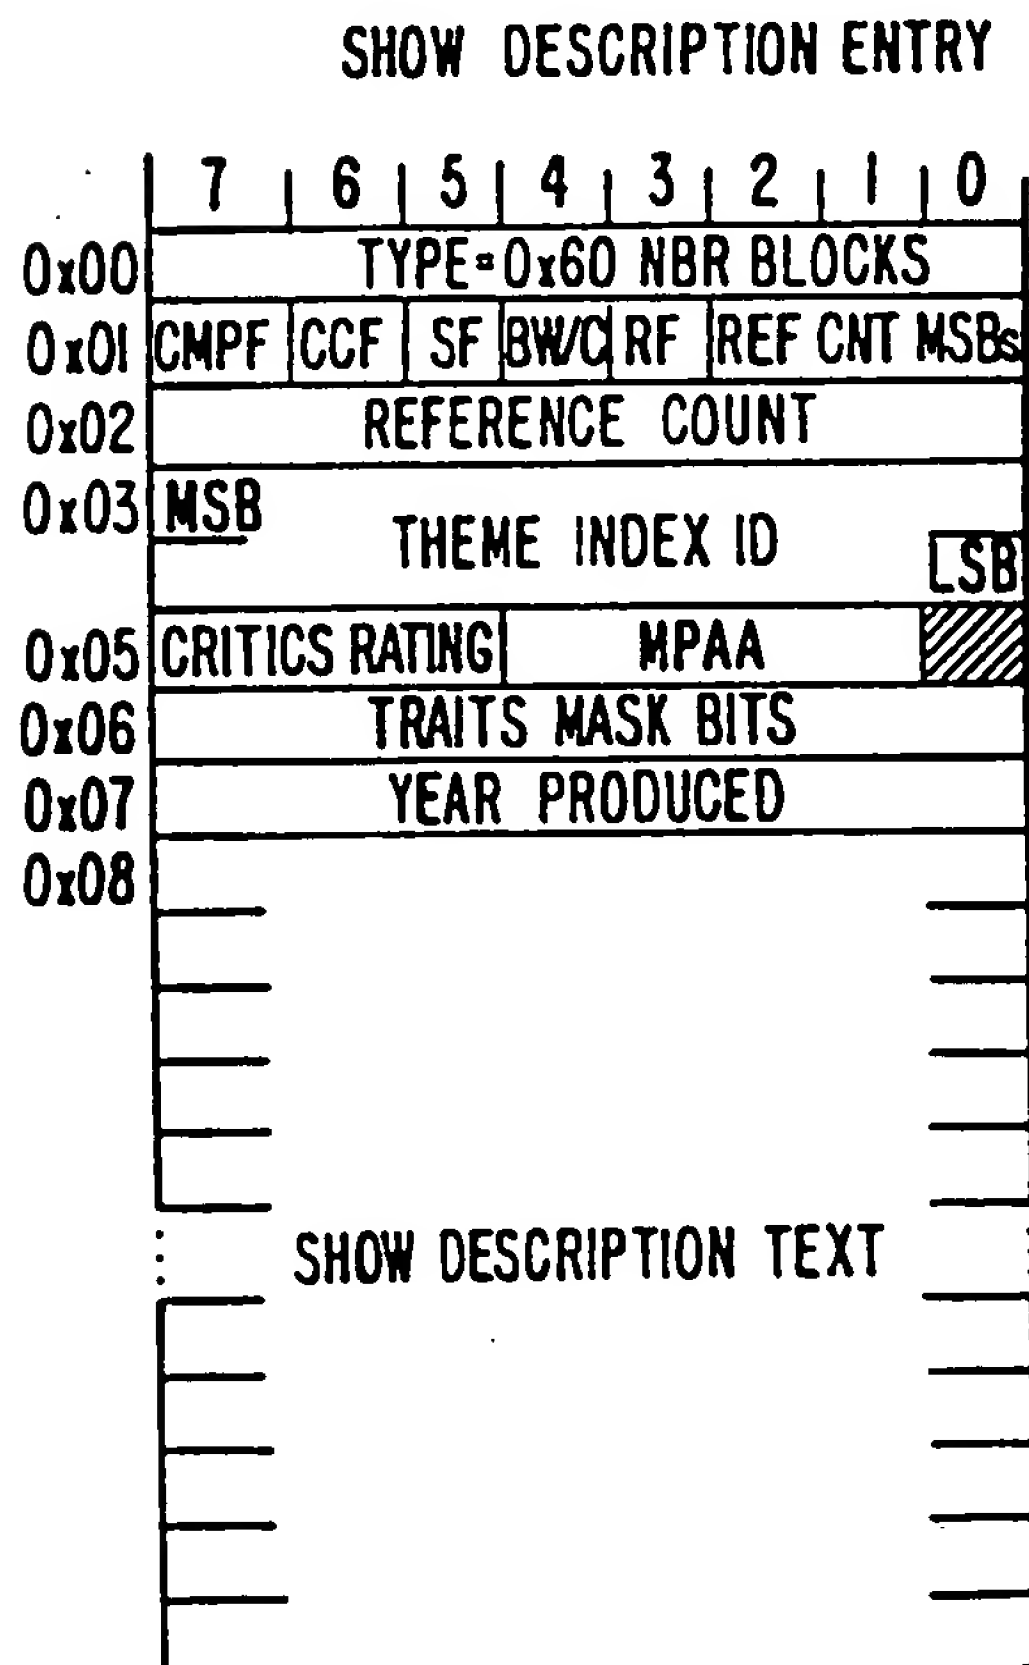 SHOW DESCRIPTION ENTRY
7 6 5 4 3 2 1 0
0x00 TYPE=0x60 NBR BLOCKS
0x01 CMPF CCF SF BW/C RF REF CNT MSBs
0x02 REFERENCE COUNT
0x03 MSB
THEME INDEX ID
LSB
0x05 CRITICS RATING MPAA
0x06 TRAITS MASK BITS
0x07 YEAR PRODUCED
0x08
SHOW DESCRIPTION TEXT